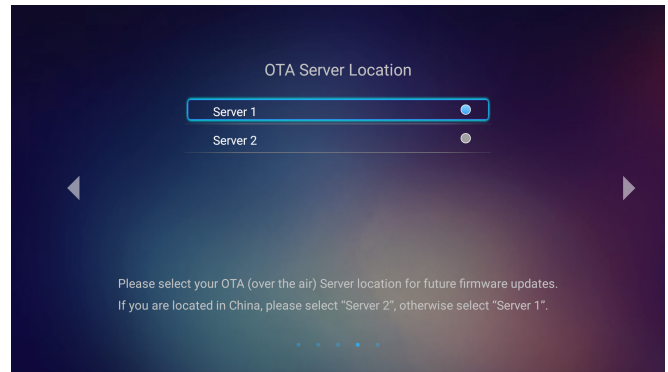 OTA Server Location
Server 1
Server 2
Please select your OTA (over the air) Server location for future firmware updates.
If you are located in China, please select “Server 2”, otherwise select “Server 1”.